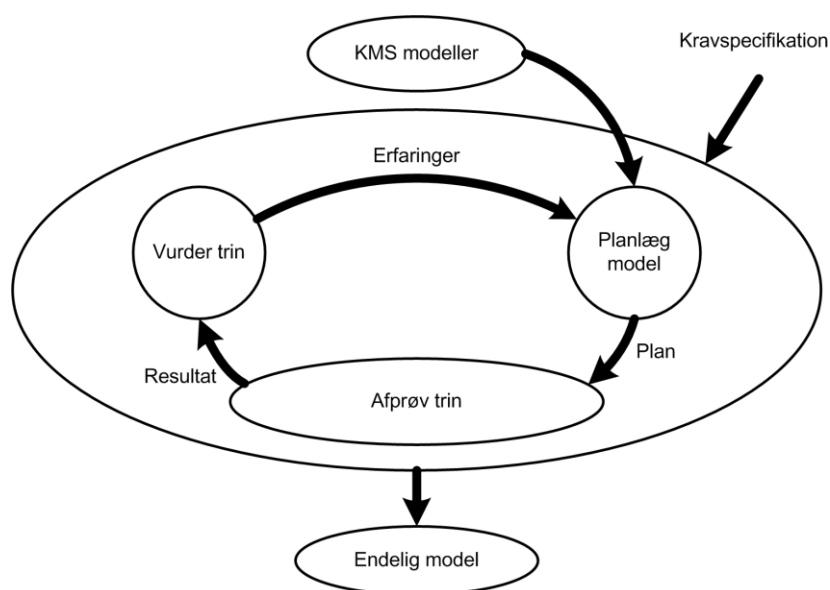 KMS modeller
Kravspecifikation
Erfaringer
Vurder trin
Planlæg
model
Resultat
Plan
Afprøv trin
Endelig model